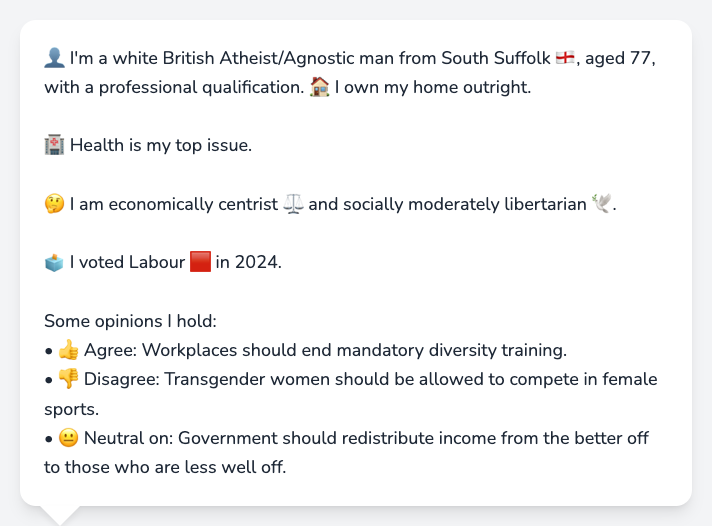 👤 I'm a white British Atheist/Agnostic man from South Suffolk 🏴󠁧󠁢󠁥󠁮󠁧󠁿, aged 77,
with a professional qualification. 🏠 I own my home outright.
🏥 Health is my top issue.
🤔 I am economically centrist ⚖️ and socially moderately libertarian 🕊️.
🗳️ I voted Labour 🟥 in 2024.
Some opinions I hold:
• 👍 Agree: Workplaces should end mandatory diversity training.
• 👎 Disagree: Transgender women should be allowed to compete in female
sports.
• 😐 Neutral on: Government should redistribute income from the better off
to those who are less well off.